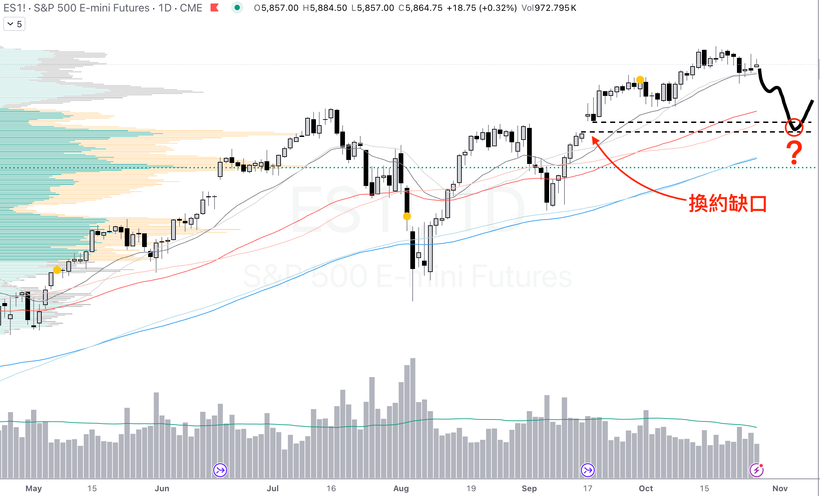 ES1! · S&P 500 E-mini Futures · 1D · CME O5,857.00 H5,884.50 L5,857.00 C5,864.75 +18.75 (+0.32%) Vol972.795K
5
ES1!, 1D
S&P 500 E-mini Futures
?
換約缺口
May 15 Jun Jul 16 Aug 19 Sep 17 Oct 15 Nov